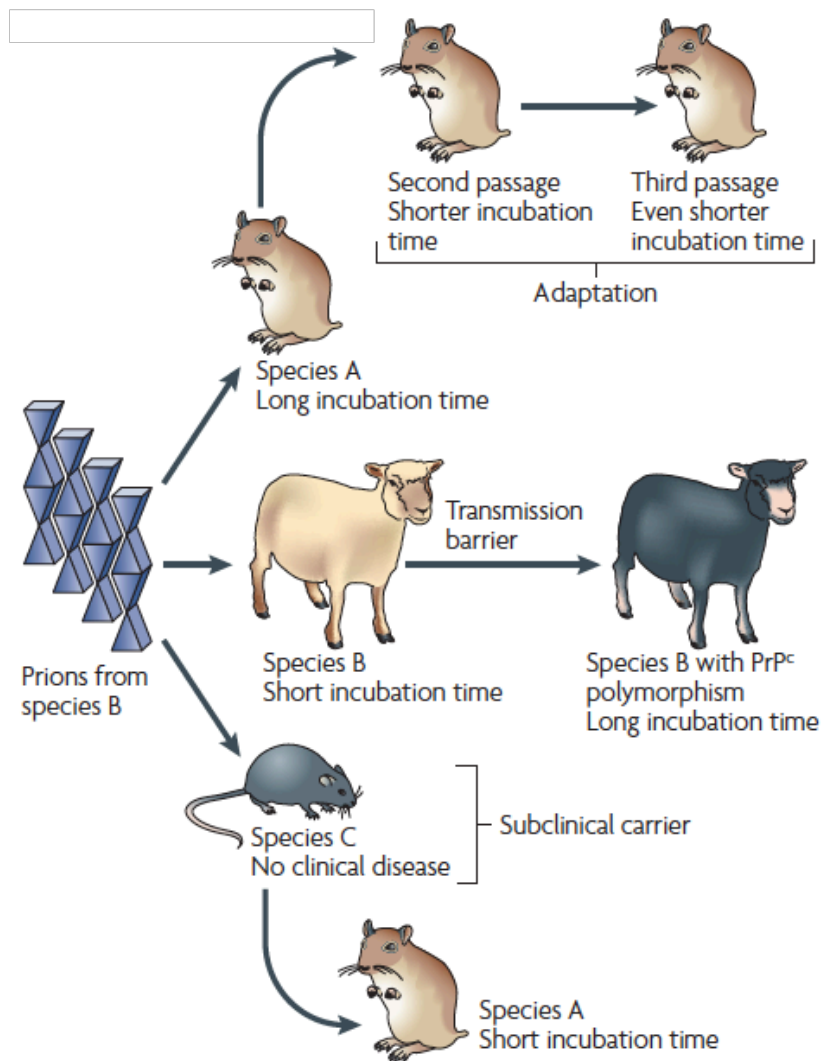 Second passage
Shorter incubation
time
Third passage
Even shorter
incubation time
Adaptation
Species A
Long incubation time
Prions from
species B
Species B
Short incubation time
Transmission
barrier
Species B with PrPᶜ
polymorphism
Long incubation time
Species C
No clinical disease
Subclinical carrier
Species A
Short incubation time